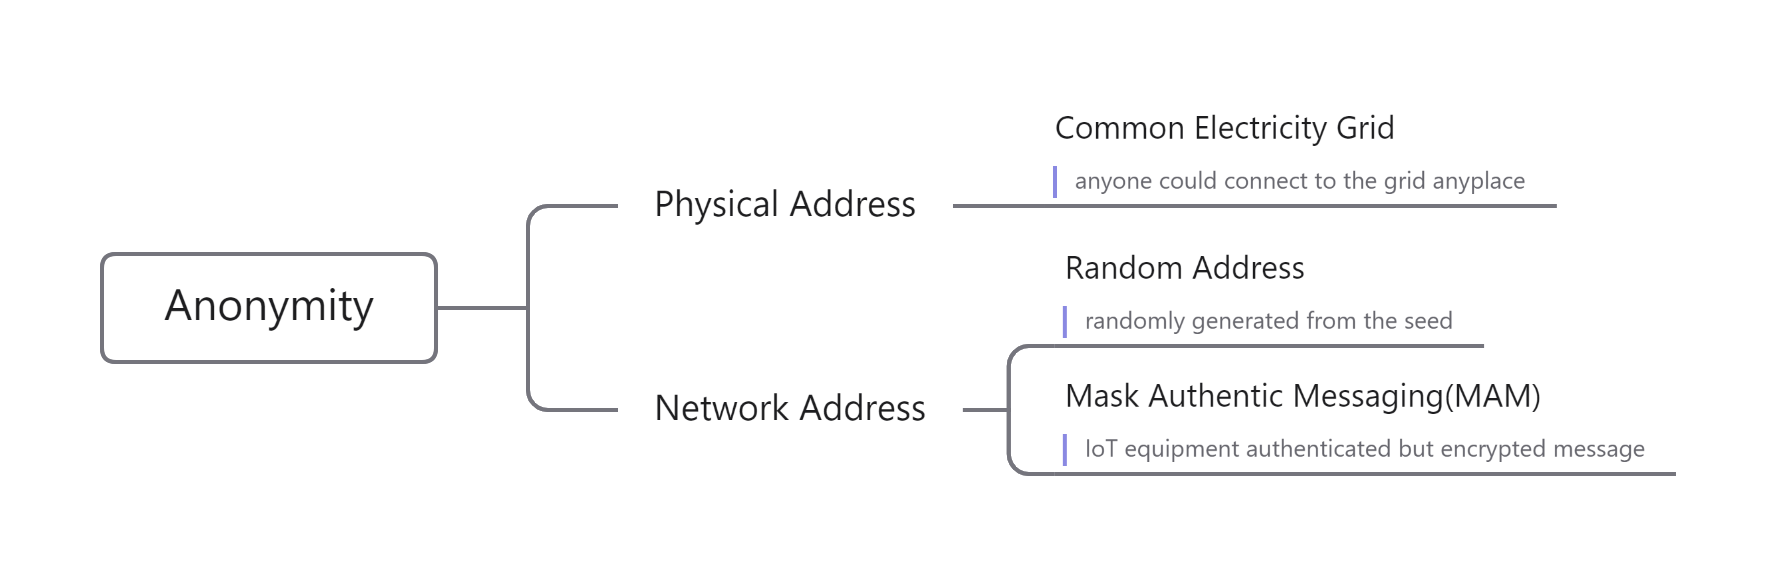 Anonymity
Physical Address
Common Electricity Grid
anyone could connect to the grid anyplace
Network Address
Random Address
randomly generated from the seed
Mask Authentic Messaging(MAM)
IoT equipment authenticated but encrypted message